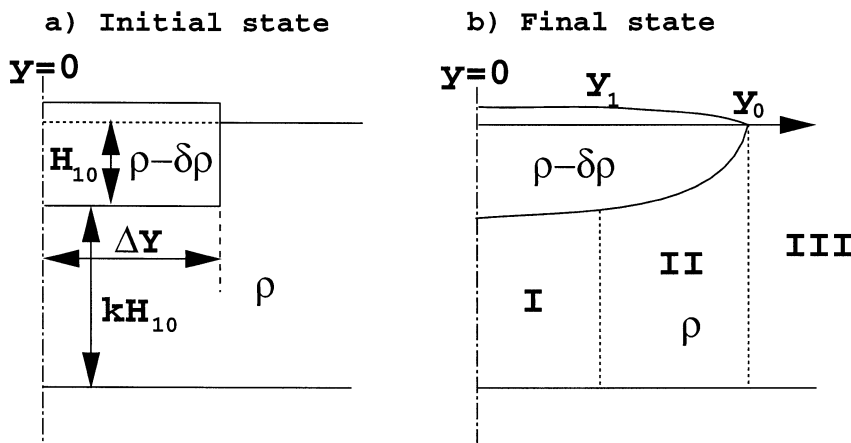 a) Initial state
y=0
H10
ρ−δρ
ΔY
kH10
ρ
b) Final state
y=0
y1
y0
ρ−δρ
I
II
III
ρ